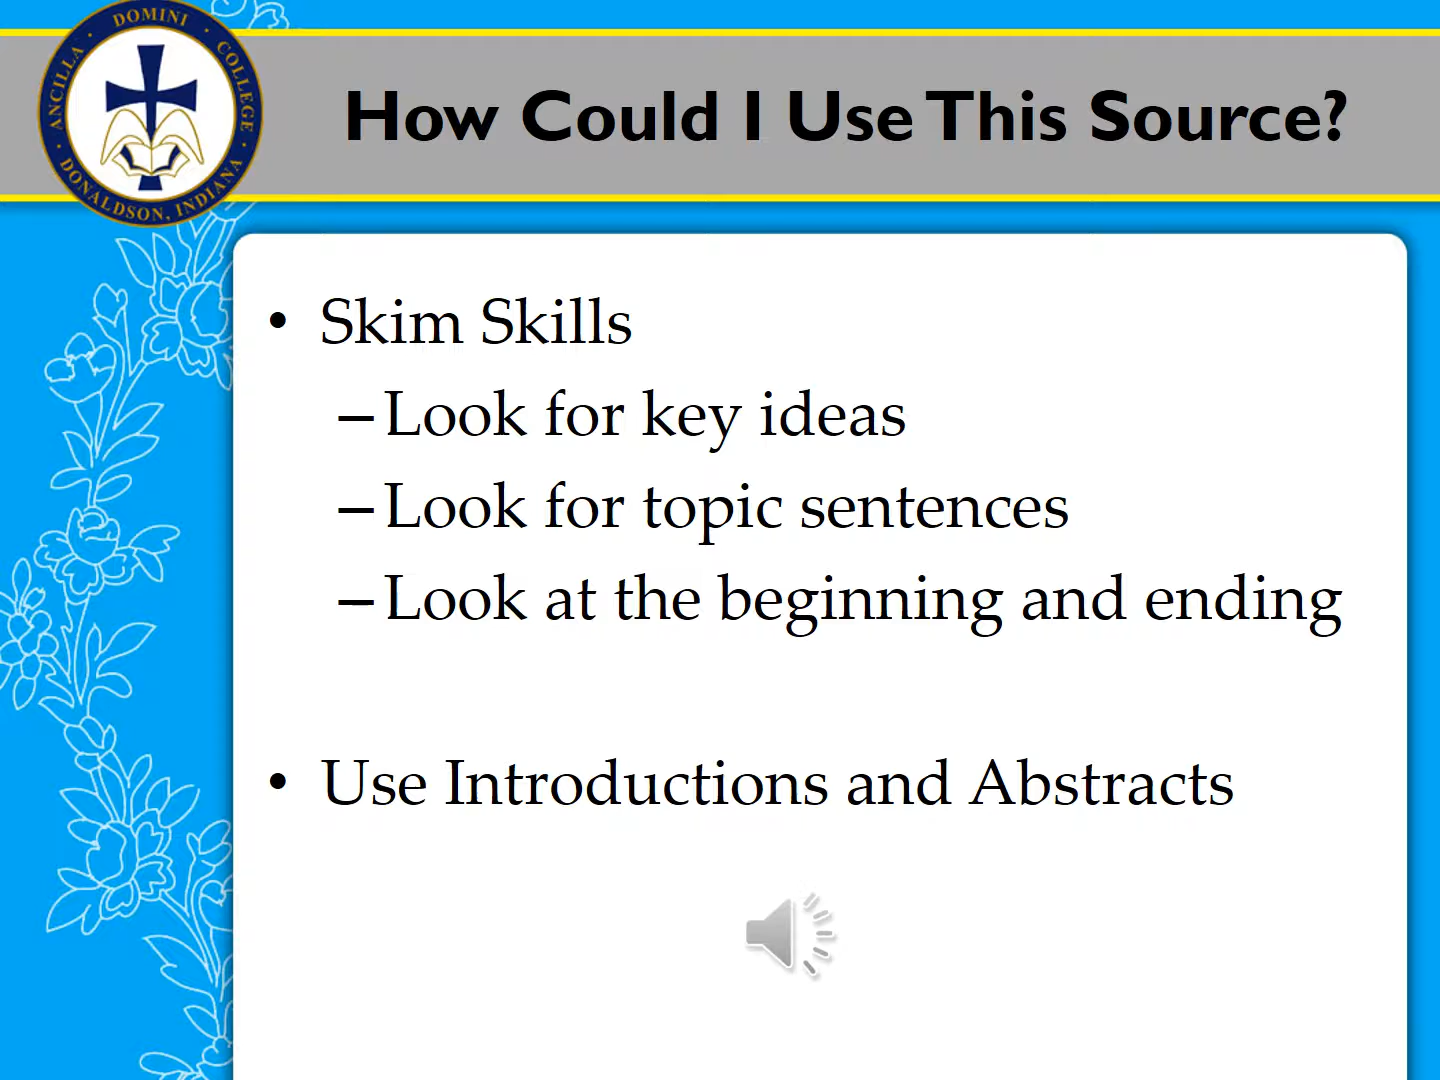 ANCILLA · DOMINI · COLLEGE
· DONALDSON, INDIANA ·
How Could I Use This Source?
• Skim Skills
– Look for key ideas
– Look for topic sentences
– Look at the beginning and ending
• Use Introductions and Abstracts